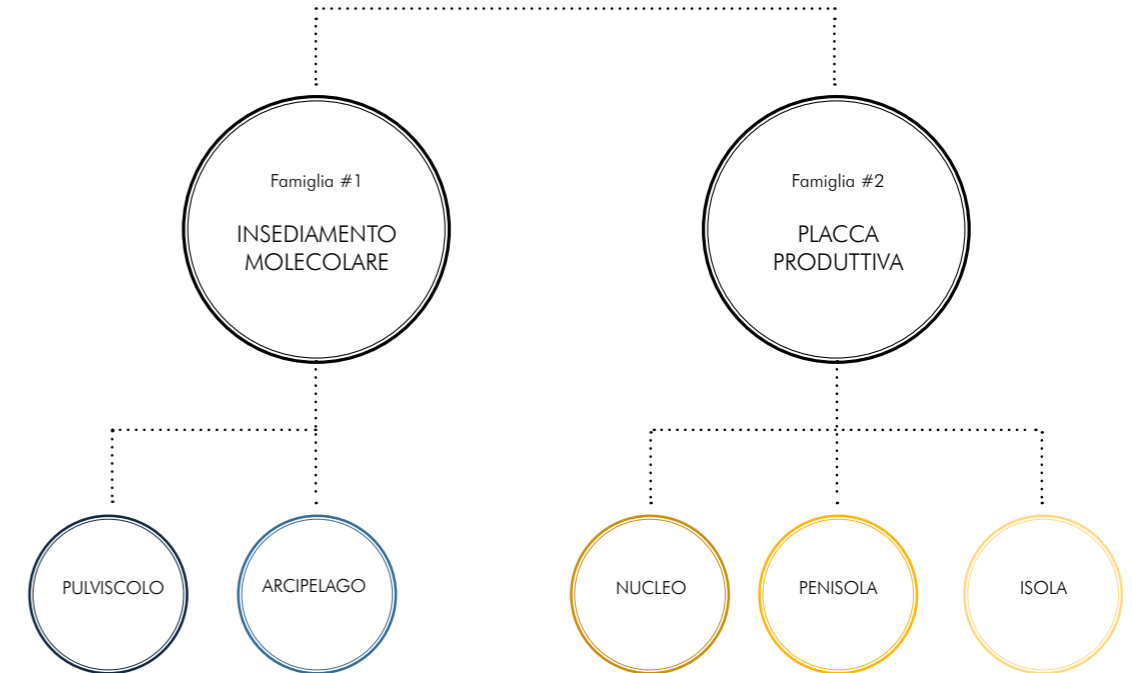 Famiglia #1
INSEDIAMENTO
MOLECOLARE
Famiglia #2
PLACCA
PRODUTTIVA
PULVISCOLO
ARCIPELAGO
NUCLEO
PENISOLA
ISOLA